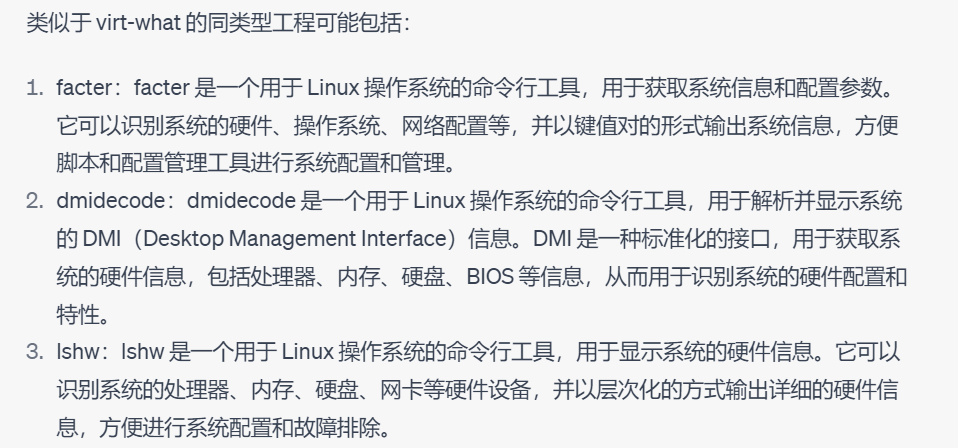 类似于 virt-what 的同类型工程可能包括：
1. facter：facter 是一个用于 Linux 操作系统的命令行工具，用于获取系统信息和配置参数。
它可以识别系统的硬件、操作系统、网络配置等，并以键值对的形式输出系统信息，方便
脚本和配置管理工具进行系统配置和管理。
2. dmidecode：dmidecode 是一个用于 Linux 操作系统的命令行工具，用于解析并显示系统
的 DMI（Desktop Management Interface）信息。DMI 是一种标准化的接口，用于获取系
统的硬件信息，包括处理器、内存、硬盘、BIOS 等信息，从而用于识别系统的硬件配置和
特性。
3. lshw：lshw 是一个用于 Linux 操作系统的命令行工具，用于显示系统的硬件信息。它可以
识别系统的处理器、内存、硬盘、网卡等硬件设备，并以层次化的方式输出详细的硬件信
息，方便进行系统配置和故障排除。